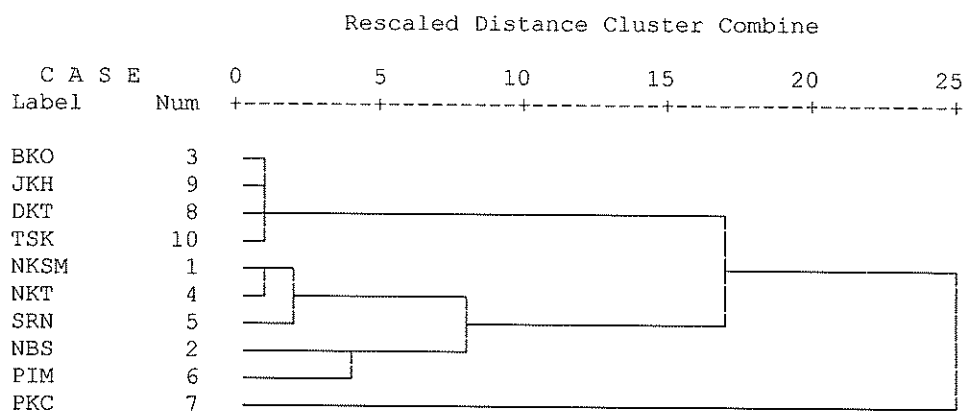 Rescaled Distance Cluster Combine
C A S E 0 5 10 15 20 25
Label Num +---------+---------+---------+---------+---------+
BKO 3
JKH 9
DKT 8
TSK 10
NKSM 1
NKT 4
SRN 5
NBS 2
PIM 6
PKC 7